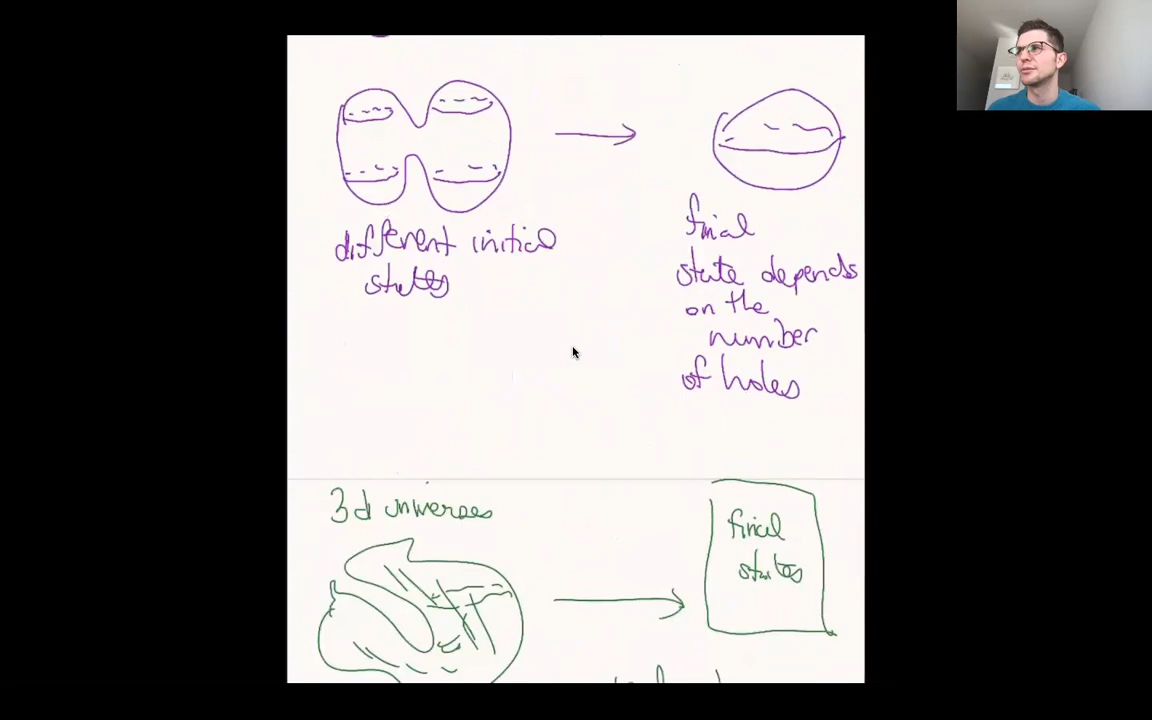 different initial
states
final
state depends
on the
number
of holes
3d universes
final
states